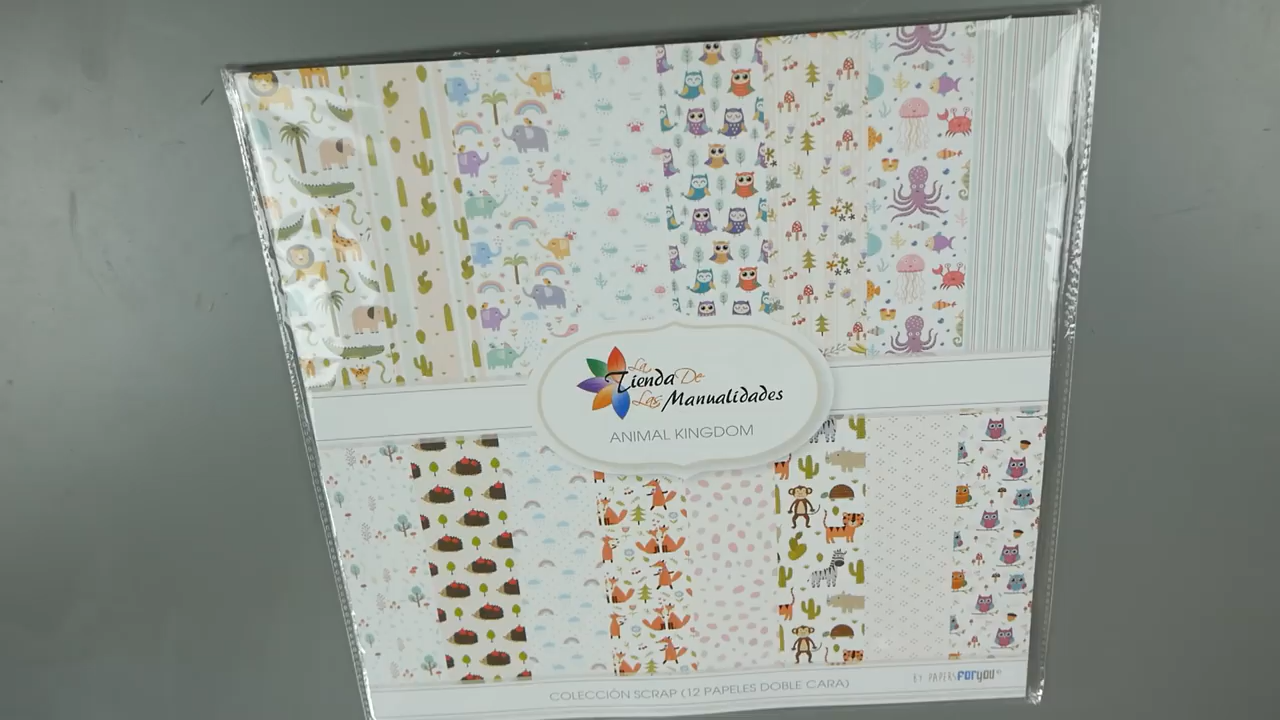 La
Tienda De
Las Manualidades
ANIMAL KINGDOM
COLECCIÓN SCRAP (12 PAPELES DOBLE CARA)
BY PAPERSFORYOU